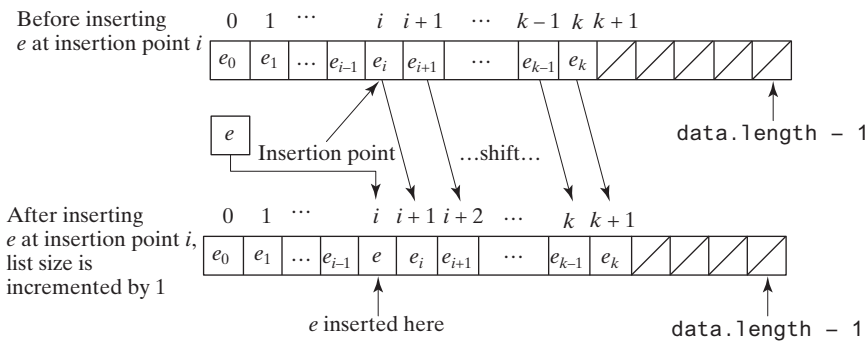 Before inserting
e at insertion point i
0 1 … i i + 1 k – 1 k k + 1
e0 e1 … ei–1 ei ei+1 … ek–1 ek
data.length – 1
e
Insertion point
…shift…
After inserting
e at insertion point i,
list size is
incremented by 1
0 1 … i i + 1 i + 2 … k k + 1
e0 e1 … ei–1 e ei ei+1 … ek–1 ek
e inserted here
data.length – 1